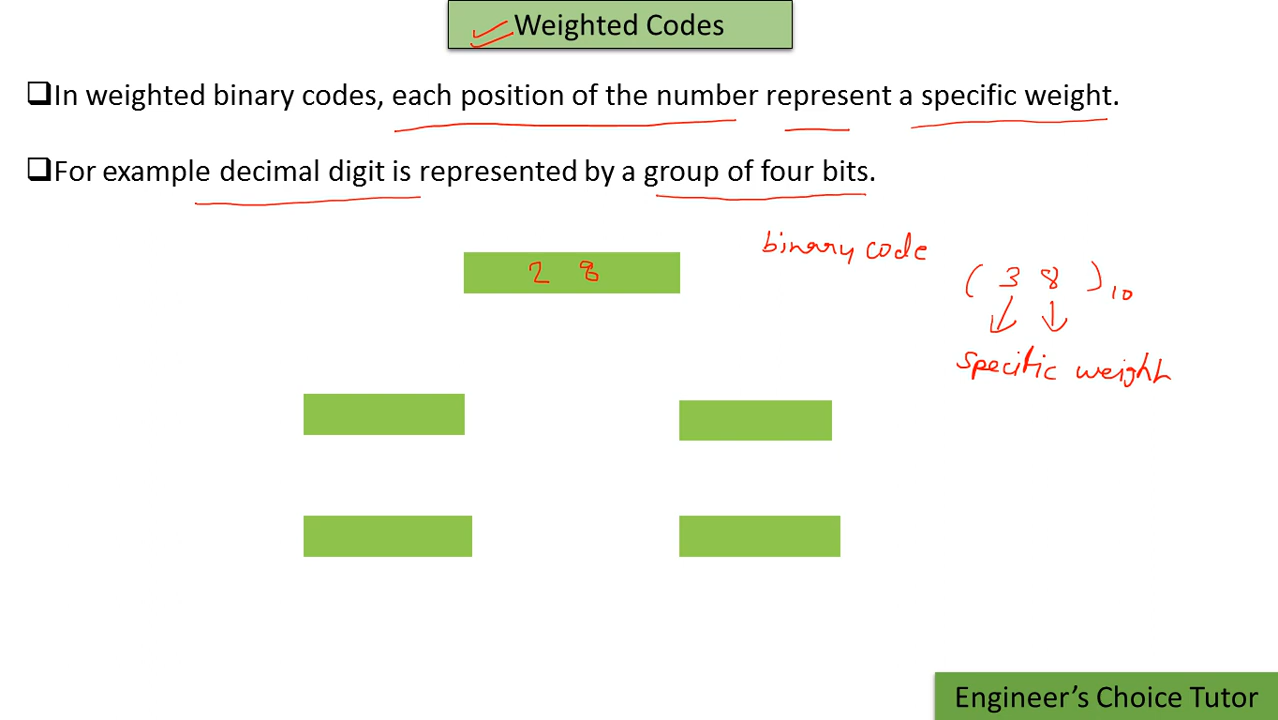 Weighted Codes
❑In weighted binary codes, each position of the number represent a specific weight.
❑For example decimal digit is represented by a group of four bits.
binary code
2 8
(3 8)₁₀
specific weight
Engineer’s Choice Tutor